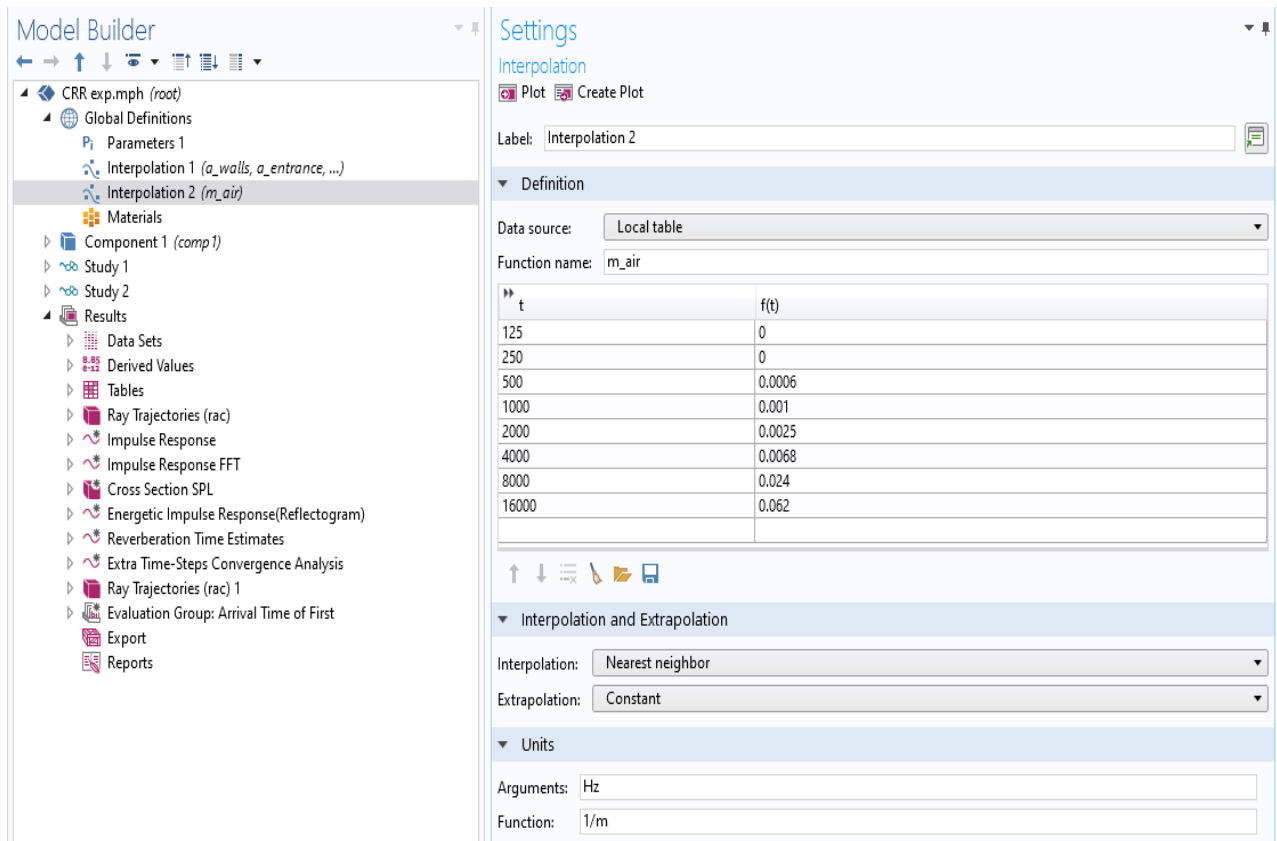 Model Builder
CRR exp.mph (root)
Global Definitions
Pi Parameters 1
Interpolation 1 (a_walls, a_entrance, ...)
Interpolation 2 (m_air)
Materials
Component 1 (comp1)
Study 1
Study 2
Results
Data Sets
8.85
e-12 Derived Values
Tables
Ray Trajectories (rac)
Impulse Response
Impulse Response FFT
Cross Section SPL
Energetic Impulse Response(Reflectogram)
Reverberation Time Estimates
Extra Time-Steps Convergence Analysis
Ray Trajectories (rac) 1
Evaluation Group: Arrival Time of First
Export
Reports
Settings
Interpolation
Plot Create Plot
Label: Interpolation 2
Definition
Data source: Local table
Function name: m_air
t f(t)
125 0
250 0
500 0.0006
1000 0.001
2000 0.0025
4000 0.0068
8000 0.024
16000 0.062
Interpolation and Extrapolation
Interpolation: Nearest neighbor
Extrapolation: Constant
Units
Arguments: Hz
Function: 1/m